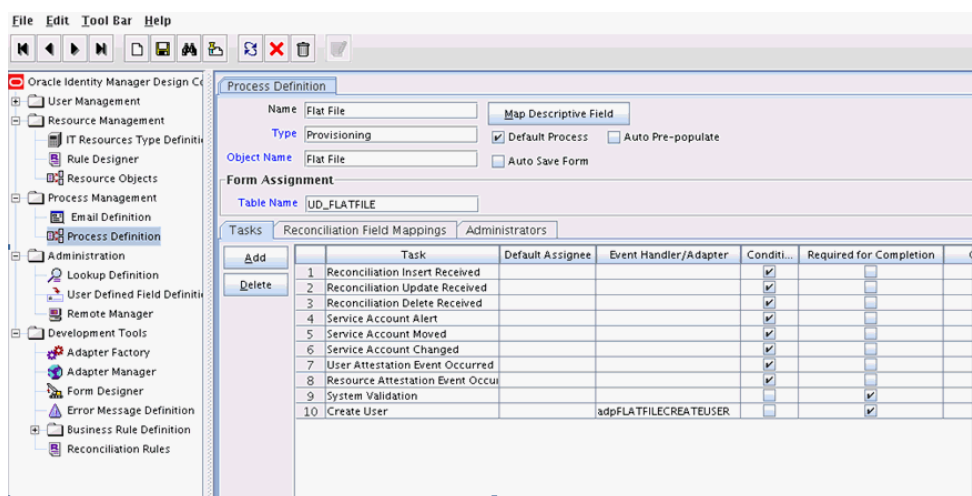 File Edit Tool Bar Help
Oracle Identity Manager Design Co
User Management
Resource Management
IT Resources Type Definiti
Rule Designer
Resource Objects
Process Management
Email Definition
Process Definition
Administration
Lookup Definition
User Defined Field Definiti
Remote Manager
Development Tools
Adapter Factory
Adapter Manager
Form Designer
Error Message Definition
Business Rule Definition
Reconciliation Rules
Process Definition
Name Flat File Map Descriptive Field
Type Provisioning Default Process Auto Pre-populate
Object Name Flat File Auto Save Form
Form Assignment
Table Name UD_FLATFILE
Tasks Reconciliation Field Mappings Administrators
Add
Delete
Task Default Assignee Event Handler/Adapter Conditi... Required for Completion
1 Reconciliation Insert Received
2 Reconciliation Update Received
3 Reconciliation Delete Received
4 Service Account Alert
5 Service Account Moved
6 Service Account Changed
7 User Attestation Event Occurred
8 Resource Attestation Event Occur
9 System Validation
10 Create User adpFLATFILECREATEUSER